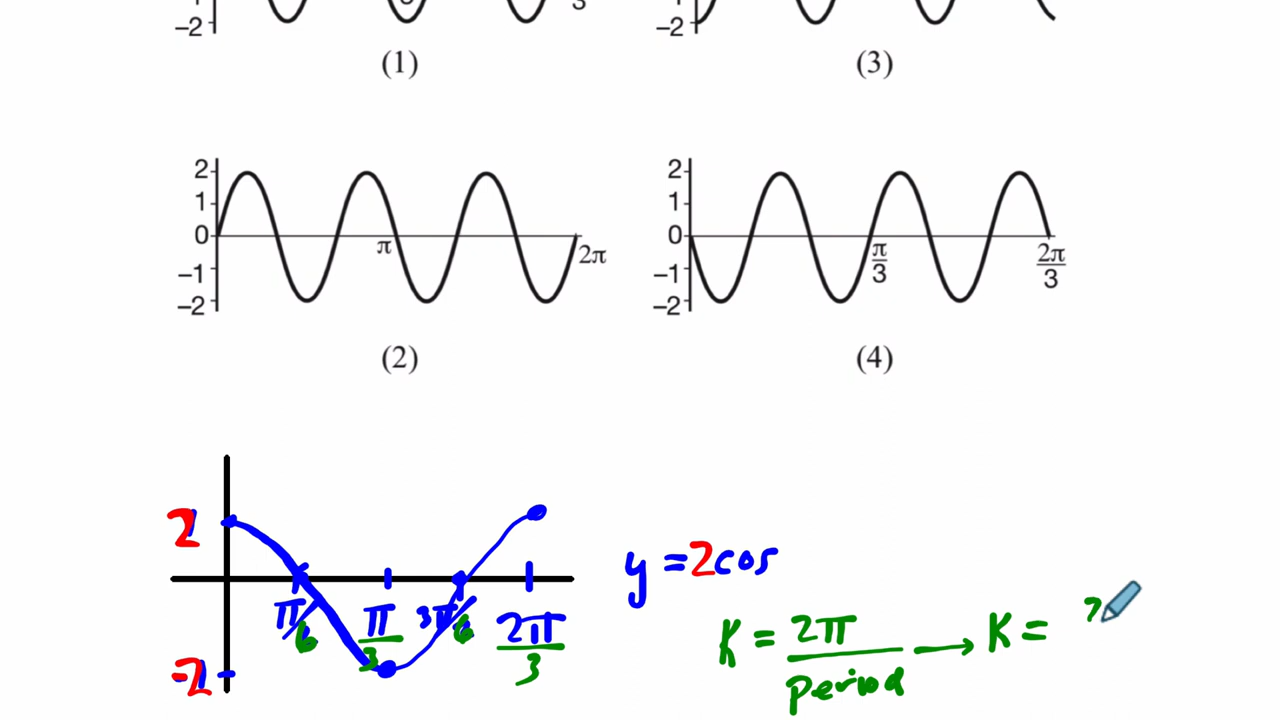 -2 3 -2
(1) (3)
2 2
1 1
0 π 2π 0 π/3 2π/3
-1 -1
-2 -2
(2) (4)
2
y = 2cos
π/6 π/3 3π/6 2π/3
K = 2π/period → K =
-2